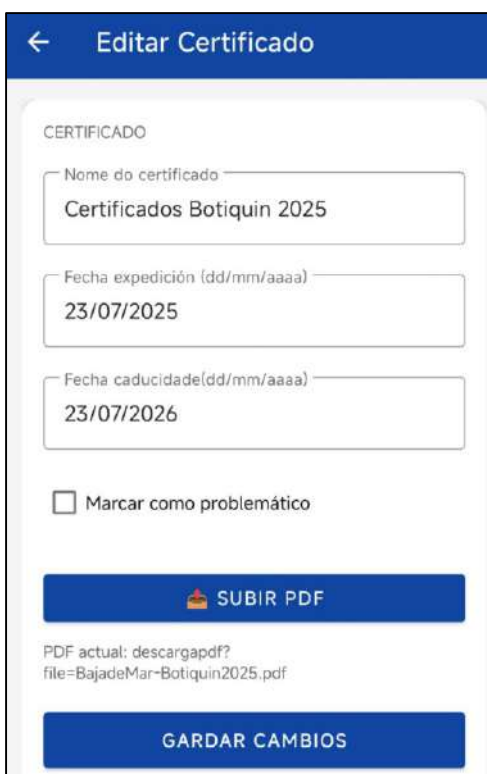 Editar Certificado
CERTIFICADO
Nome do certificado
Certificados Botiquin 2025
Fecha expedición (dd/mm/aaaa)
23/07/2025
Fecha caducidade(dd/mm/aaaa)
23/07/2026
Marcar como problemático
SUBIR PDF
PDF actual: descargapdf?
file=BajadeMar-Botiquin2025.pdf
GARDAR CAMBIOS